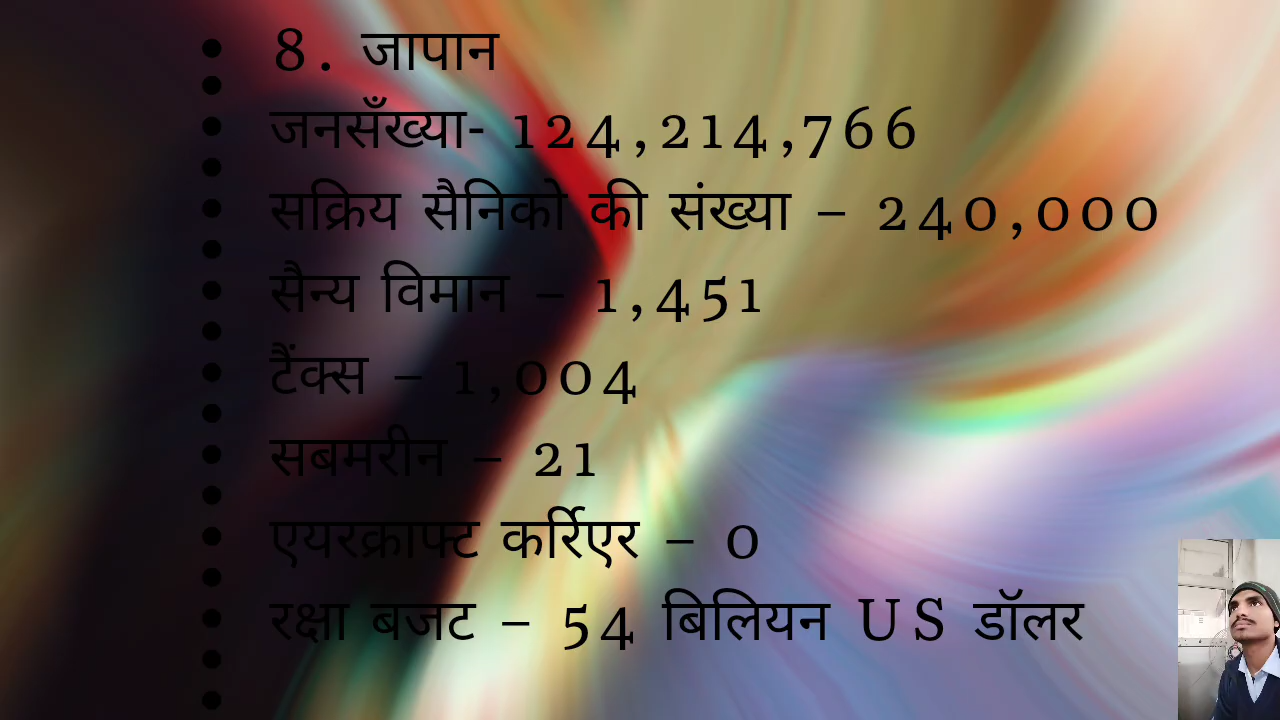 8. जापान
जनसँख्या- 124,214,766
सक्रिय सैनिको की संख्या – 240,000
सैन्य विमान – 1,451
टैंक्स – 1,004
सबमरीन – 21
एयरक्राफ्ट कर्रिएर – 0
रक्षा बजट – 54 बिलियन US डॉलर